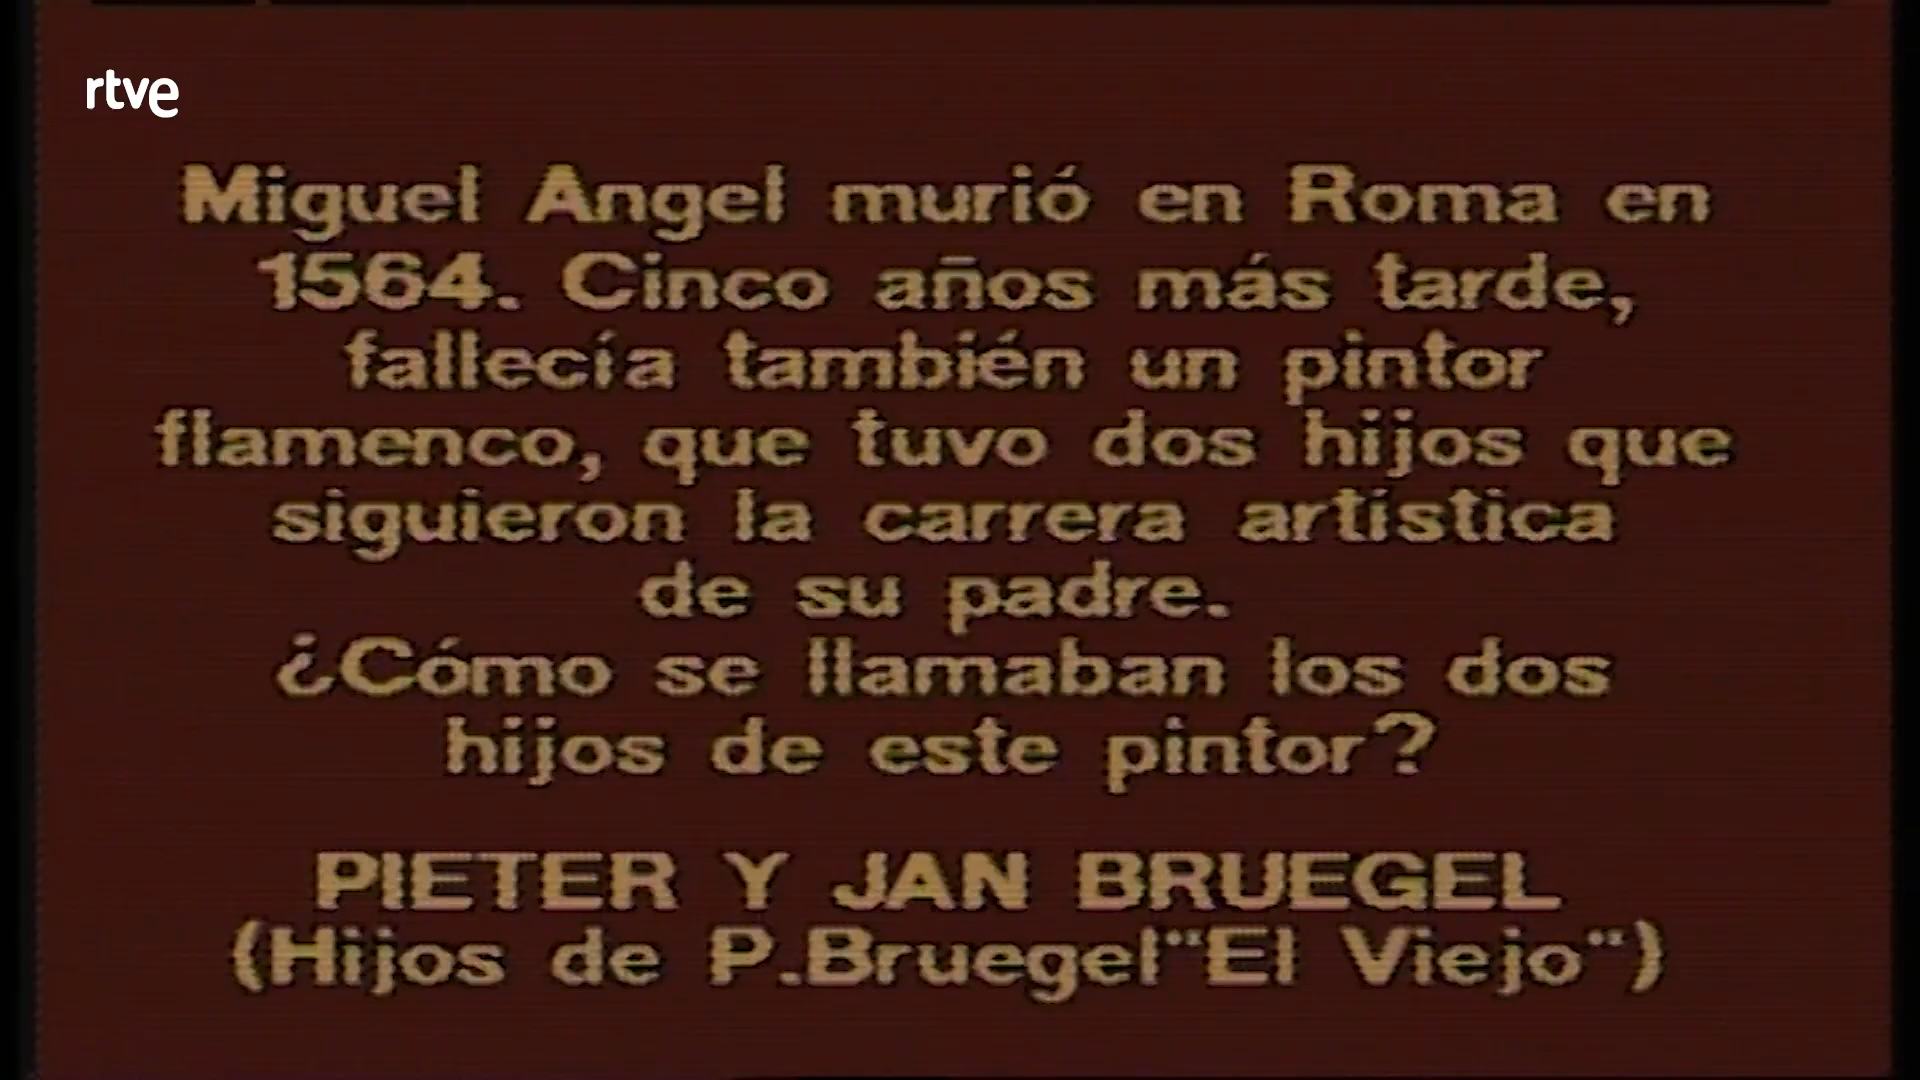 rtve
Miguel Angel murió en Roma en
1564. Cinco años más tarde,
fallecía también un pintor
flamenco, que tuvo dos hijos que
siguieron la carrera artística
de su padre.
¿Cómo se llamaban los dos
hijos de este pintor?
PIETER Y JAN BRUEGEL
(Hijos de P.Bruegel"El Viejo")